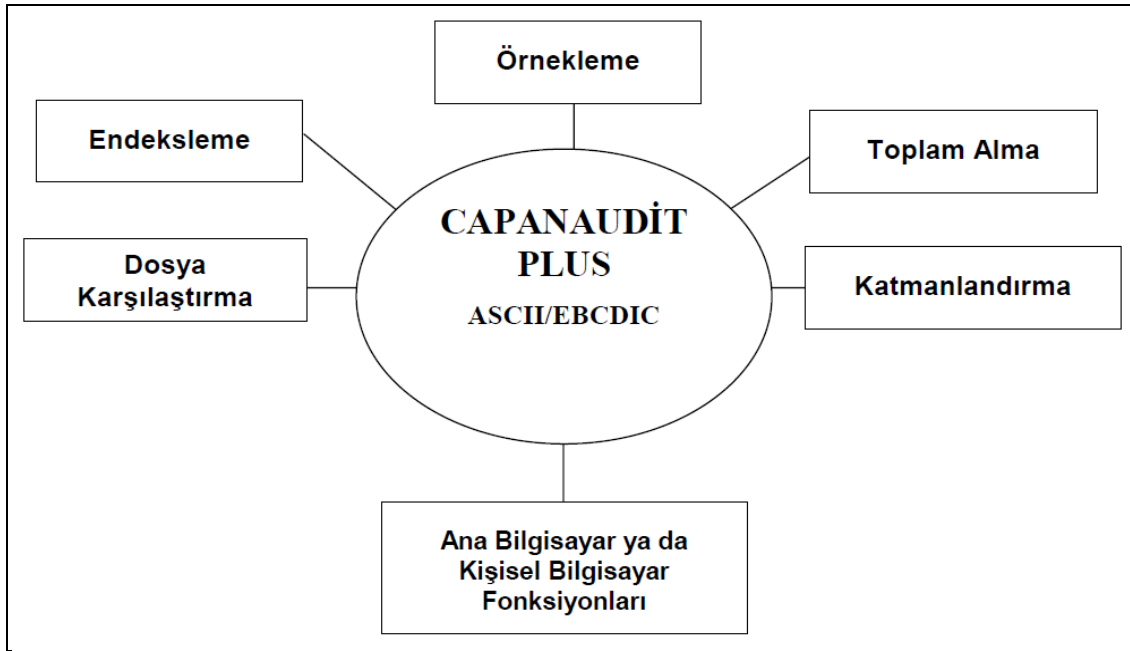 Örnekleme
Endeksleme
Toplam Alma
CAPANAUDİT
PLUS
ASCII/EBCDIC
Dosya
Karşılaştırma
Katmanlandırma
Ana Bilgisayar ya da
Kişisel Bilgisayar
Fonksiyonları